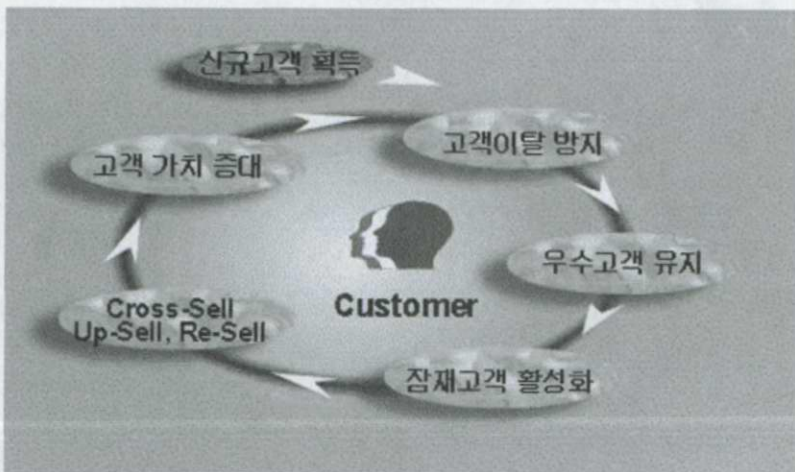 신규고객 획득
고객이탈 방지
고객 가치 증대
우수고객 유지
Customer
Cross-Sell
Up-Sell, Re-Sell
잠재고객 활성화